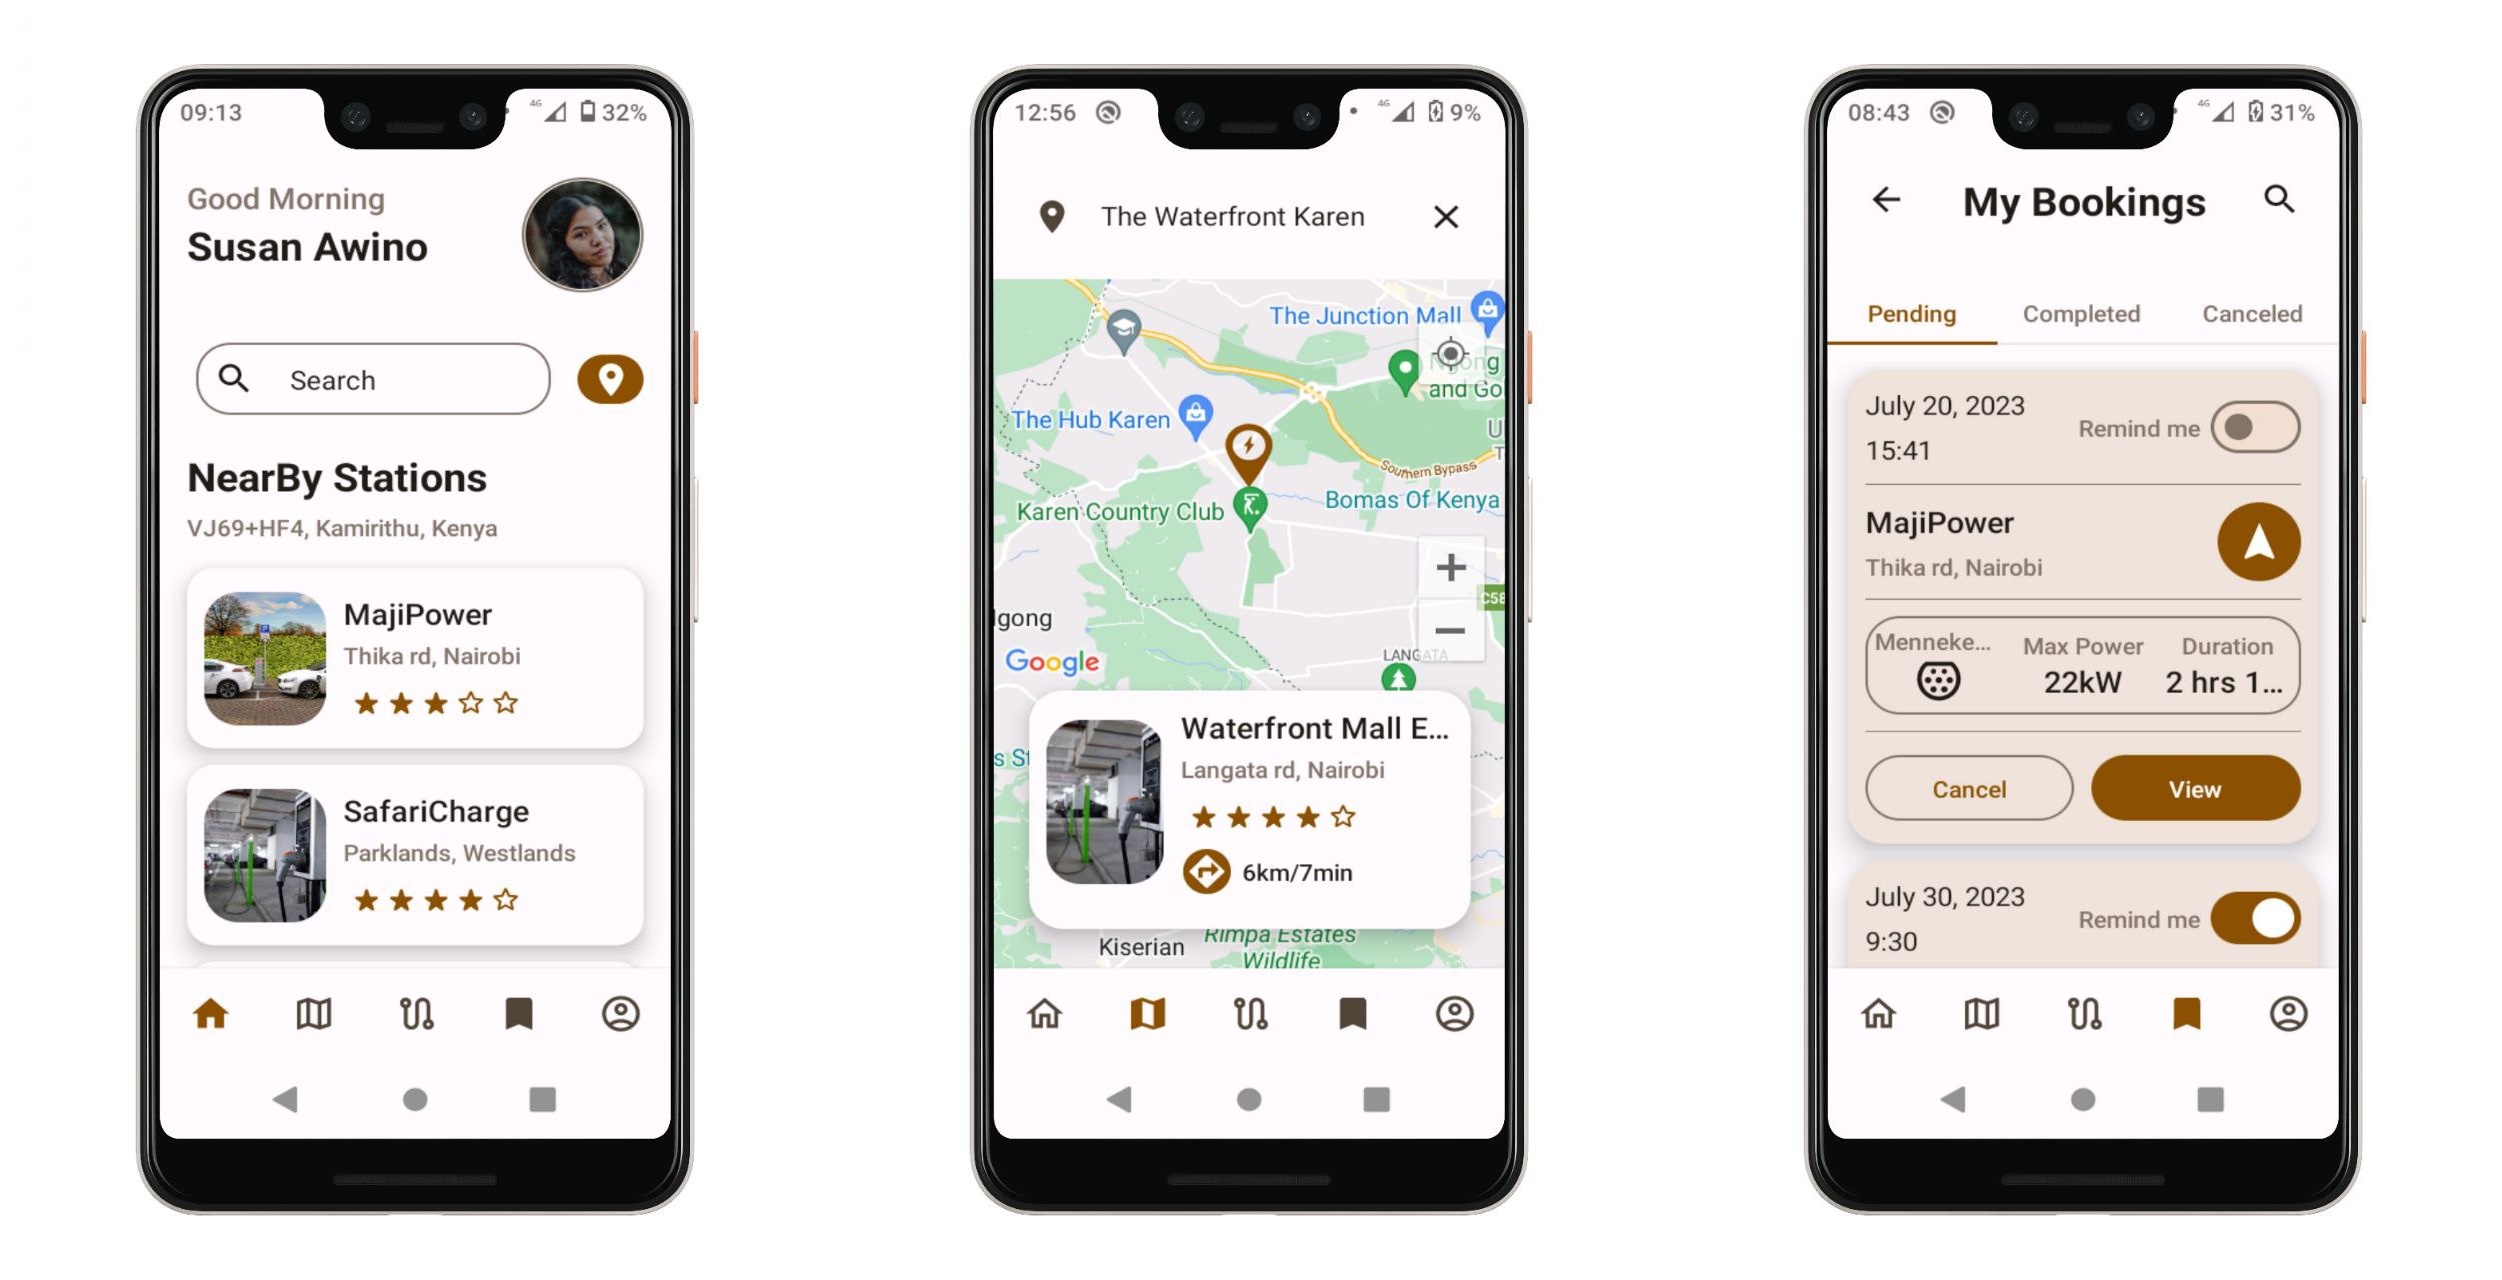 09:13
4G
32%
Good Morning
Susan Awino
Search
NearBy Stations
VJ69+HF4, Kamirithu, Kenya
MajiPower
Thika rd, Nairobi
SafariCharge
Parklands, Westlands
12:56
4G
9%
The Waterfront Karen
The Junction Mall
Ngong
and Go
The Hub Karen
U
T
Southern Bypass
Bomas Of Kenya
Karen Country Club
C58
lgong
Google
LANGATA
Waterfront Mall E...
Langata rd, Nairobi
s St
6km/7min
Kiserian
Rimpa Estates
Wildlife
08:43
4G
31%
My Bookings
Pending
Completed
Canceled
July 20, 2023
Remind me
15:41
MajiPower
Thika rd, Nairobi
Menneke...
Max Power
Duration
22kW
2 hrs 1...
Cancel
View
July 30, 2023
Remind me
9:30